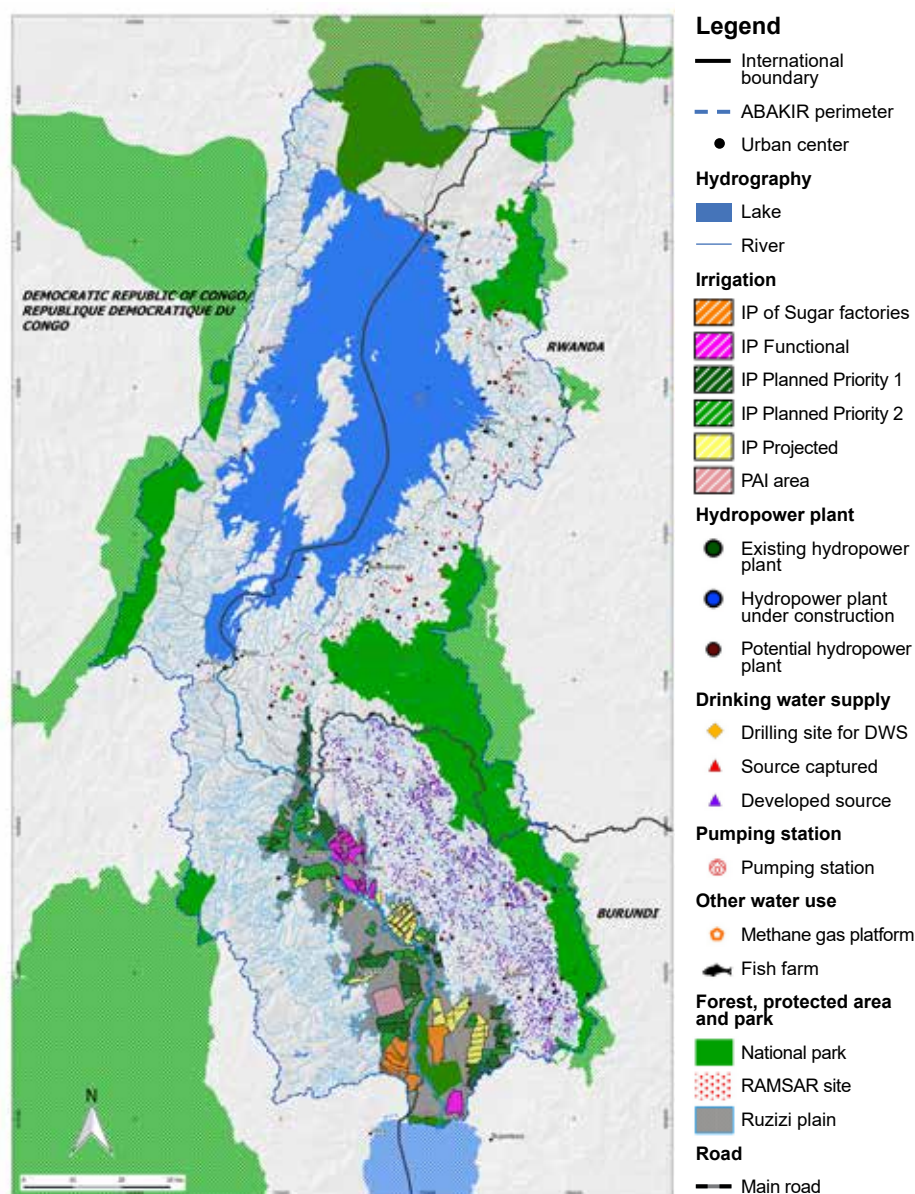 Legend
International
boundary
ABAKIR perimeter
Urban center
Hydrography
Lake
River
Irrigation
IP of Sugar factories
IP Functional
IP Planned Priority 1
IP Planned Priority 2
IP Projected
PAI area
Hydropower plant
Existing hydropower
plant
Hydropower plant
under construction
Potential hydropower
plant
Drinking water supply
Drilling site for DWS
Source captured
Developed source
Pumping station
Pumping station
Other water use
Methane gas platform
Fish farm
Forest, protected area
and park
National park
RAMSAR site
Ruzizi plain
Road
Main road
DEMOCRATIC REPUBLIC OF CONGO/
REPUBLIQUE DEMOCRATIQUE DU
CONGO
RWANDA
BURUNDI
N